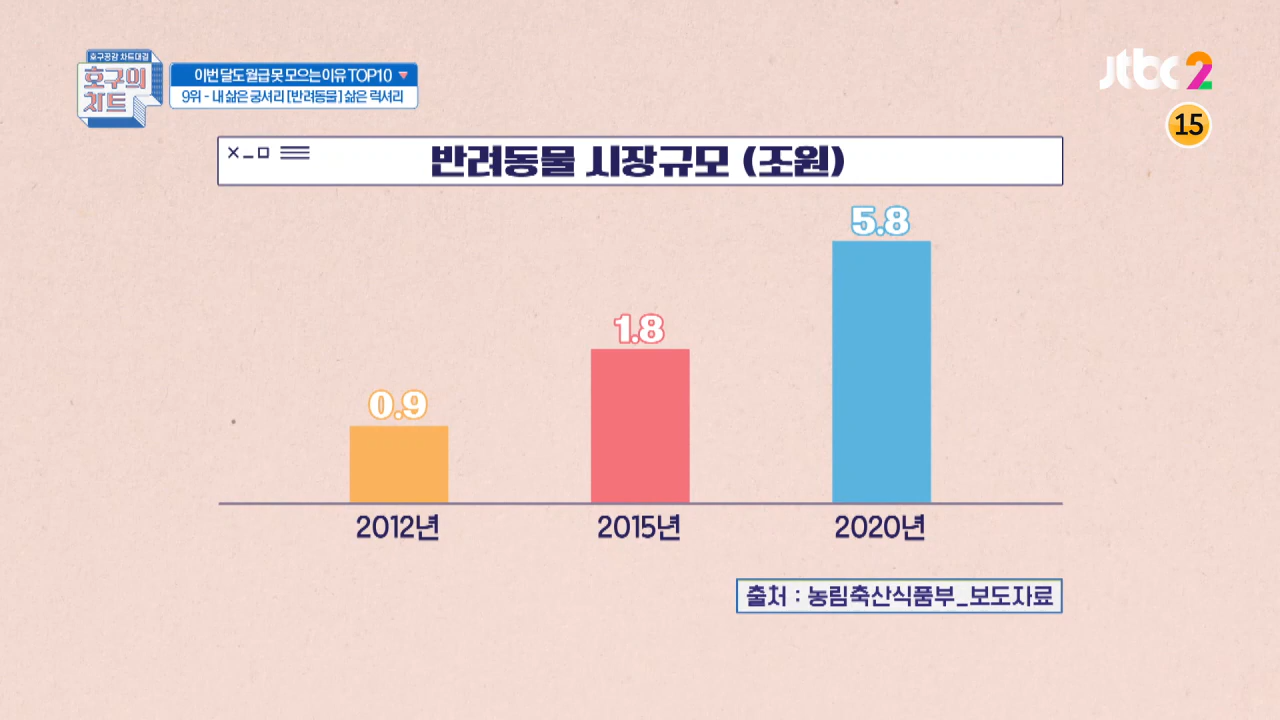 호구공감 차트대결
호구의
차트
이번 달도 월급 못 모으는 이유 TOP10
9위 - 내 삶은 궁셔리 [반려동물] 삶은 럭셔리
jtbc 2
15
반려동물 시장규모 (조원)
0.9
1.8
5.8
2012년
2015년
2020년
출처 : 농림축산식품부_보도자료